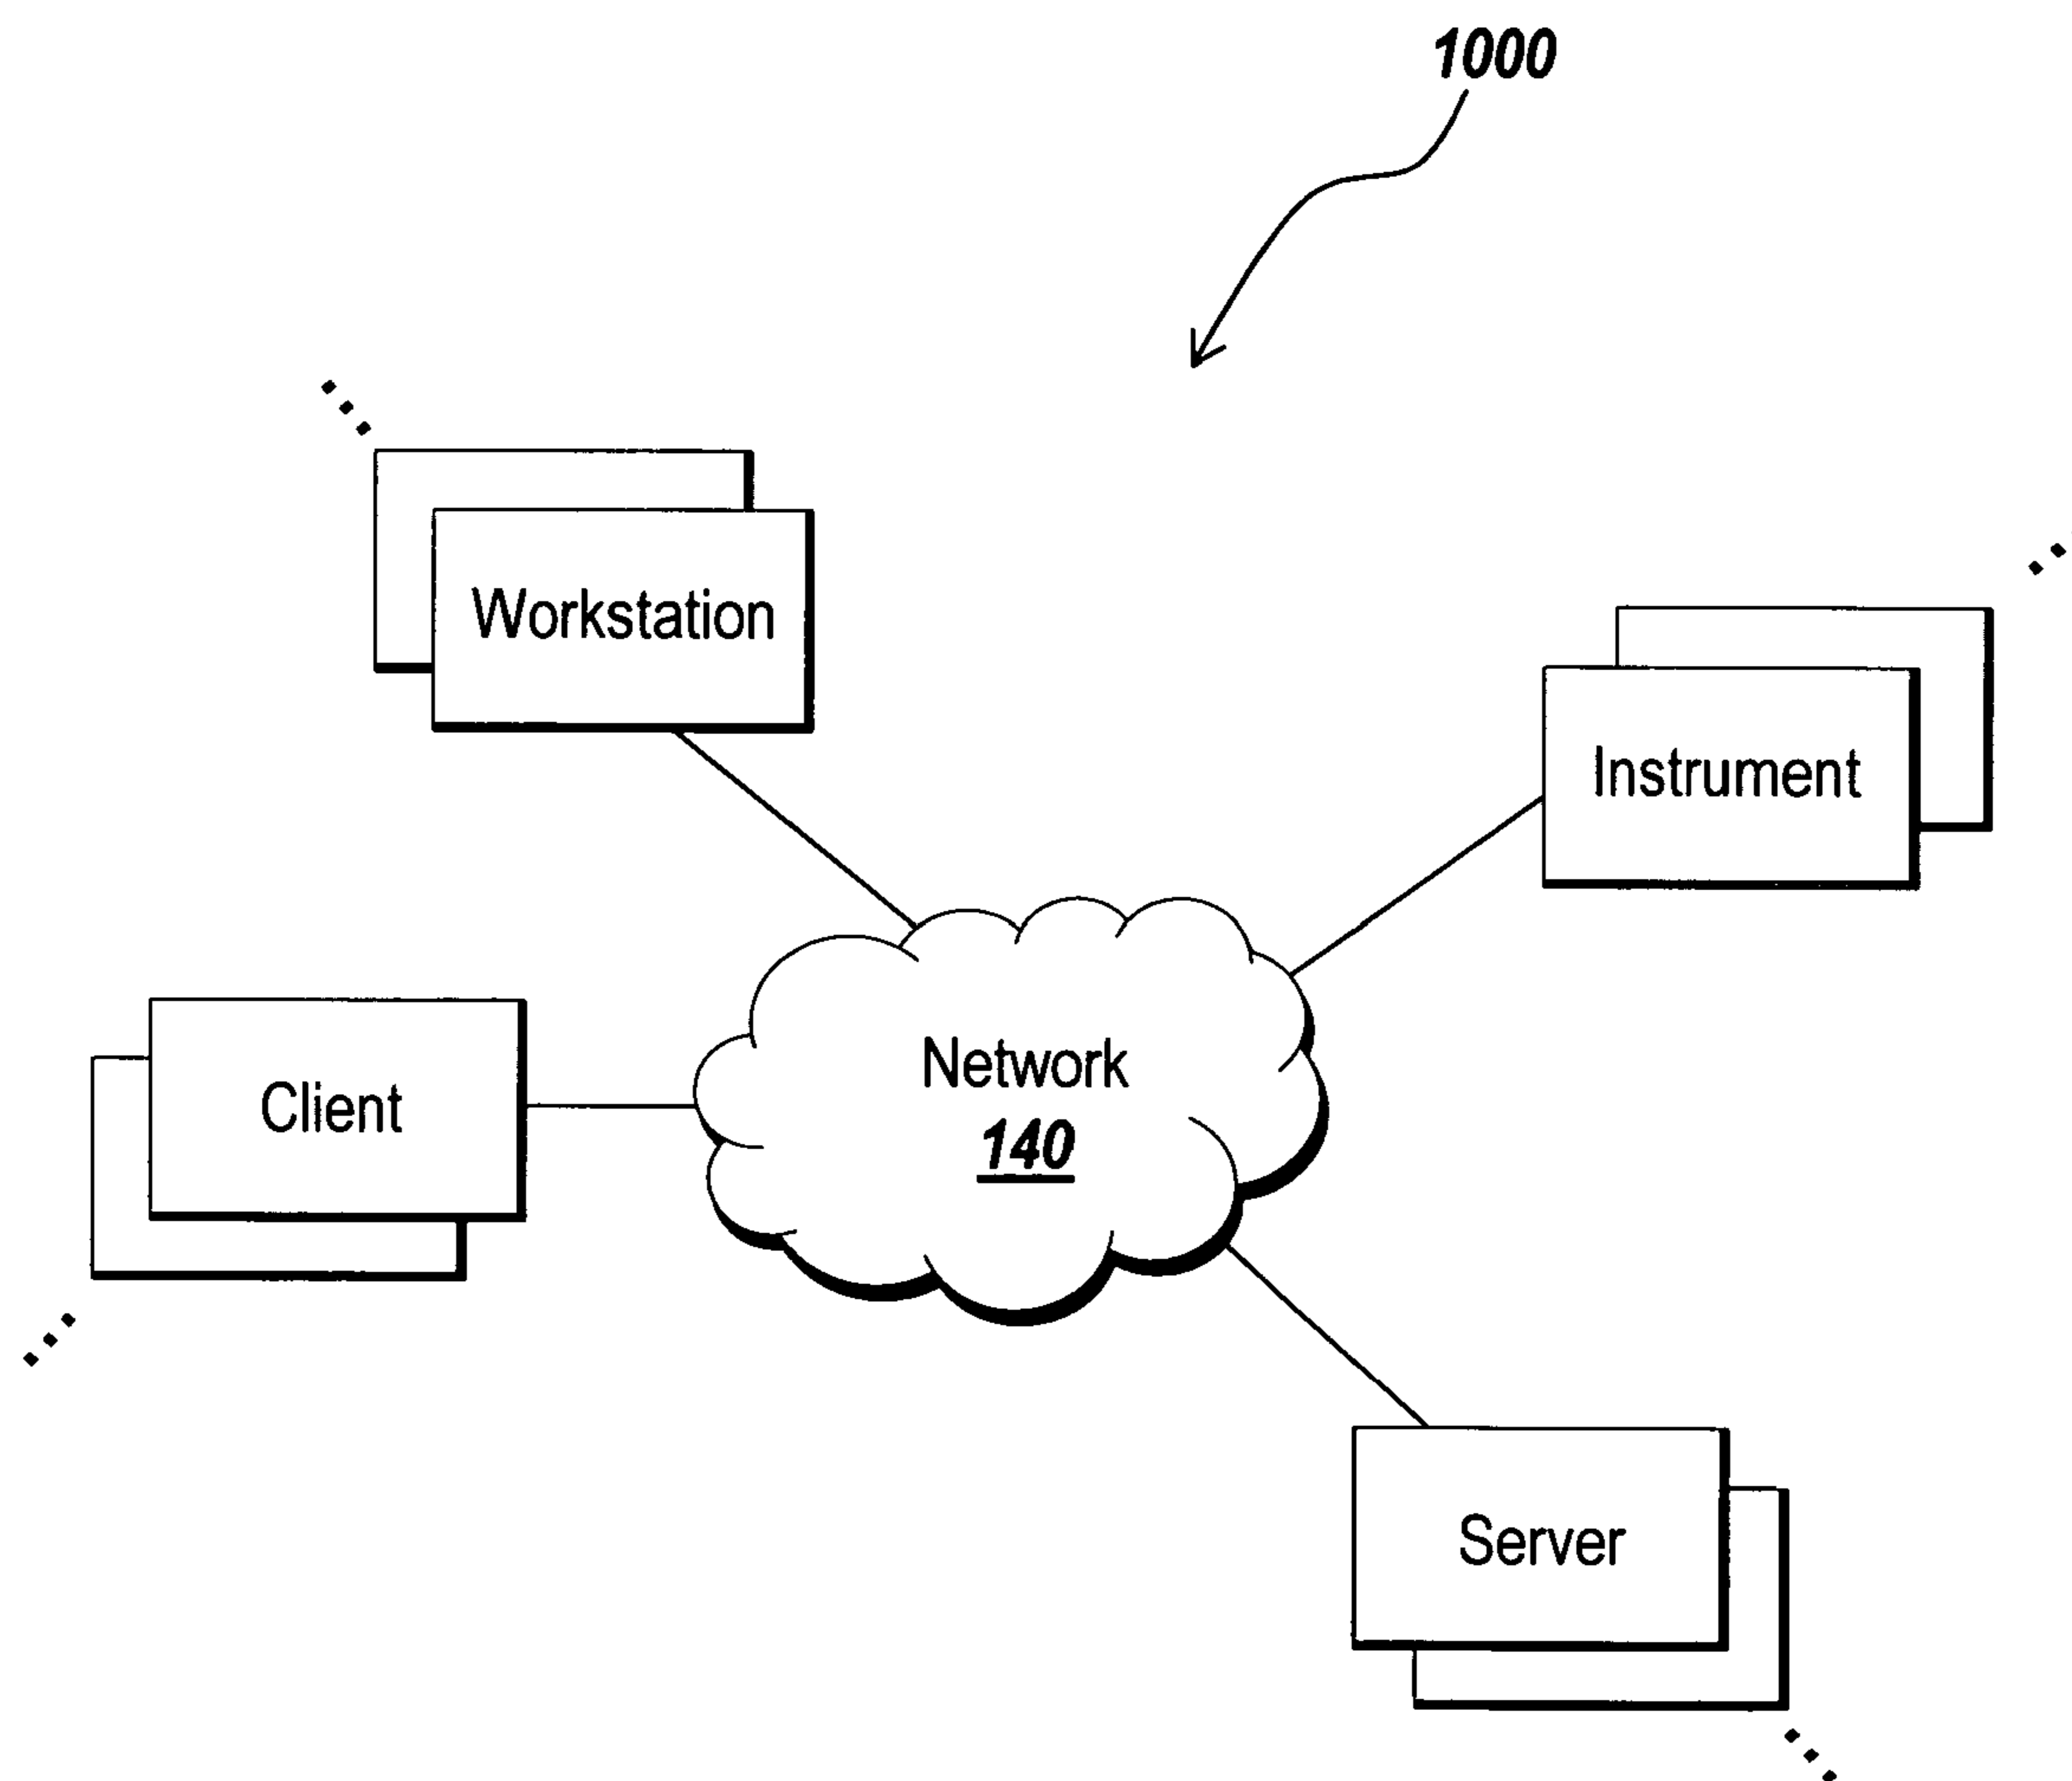 1000
Workstation
Instrument
Network
140
Client
Server